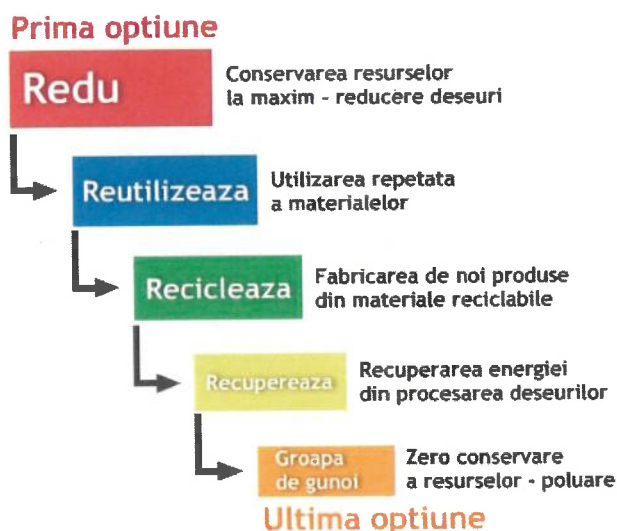 Prima optiune
Redu
Conservarea resurselor
la maxim - reducere deseuri
Reutilizeaza
Utilizarea repetata
a materialelor
Recicleaza
Fabricarea de noi produse
din materiale reciclabile
Recupereaza
Recuperarea energiei
din procesarea deseurilor
Groapa
de gunoi
Zero conservare
a resurselor - poluare
Ultima optiune